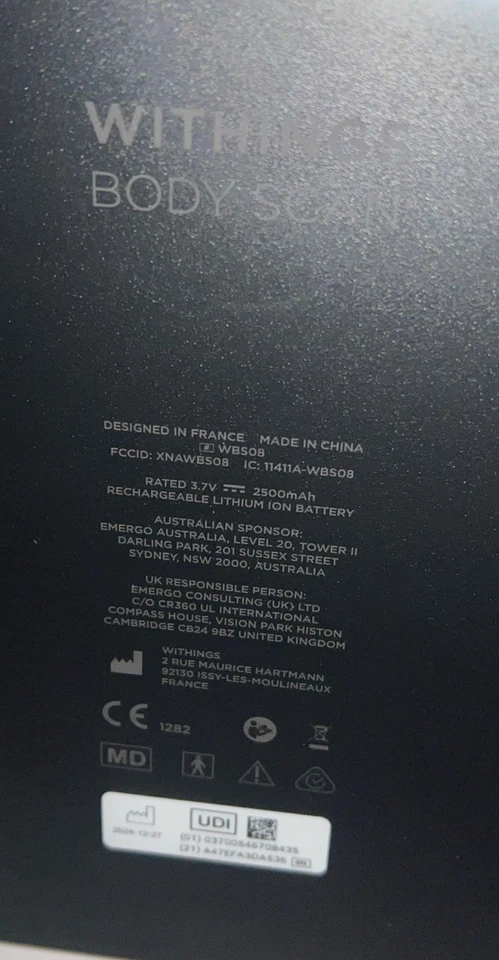 WITHINGS
BODY SCAN
DESIGNED IN FRANCE MADE IN CHINA
# WBS08
FCCID: XNAWBS08 IC: 11411A-WBS08
RATED 3.7V 2500mAh
RECHARGEABLE LITHIUM ION BATTERY
AUSTRALIAN SPONSOR:
EMERGO AUSTRALIA, LEVEL 20, TOWER II
DARLING PARK, 201 SUSSEX STREET
SYDNEY, NSW 2000, AUSTRALIA
UK RESPONSIBLE PERSON:
EMERGO CONSULTING (UK) LTD
C/O CR360 UL INTERNATIONAL
COMPASS HOUSE, VISION PARK HISTON
CAMBRIDGE CB24 9BZ UNITED KINGDOM
WITHINGS
2 RUE MAURICE HARTMANN
92130 ISSY-LES-MOULINEAUX
FRANCE
CE 1282
MD
UDI
2024-12-27
(01) 03700546708435
(21) A47EFA3DA536 SN